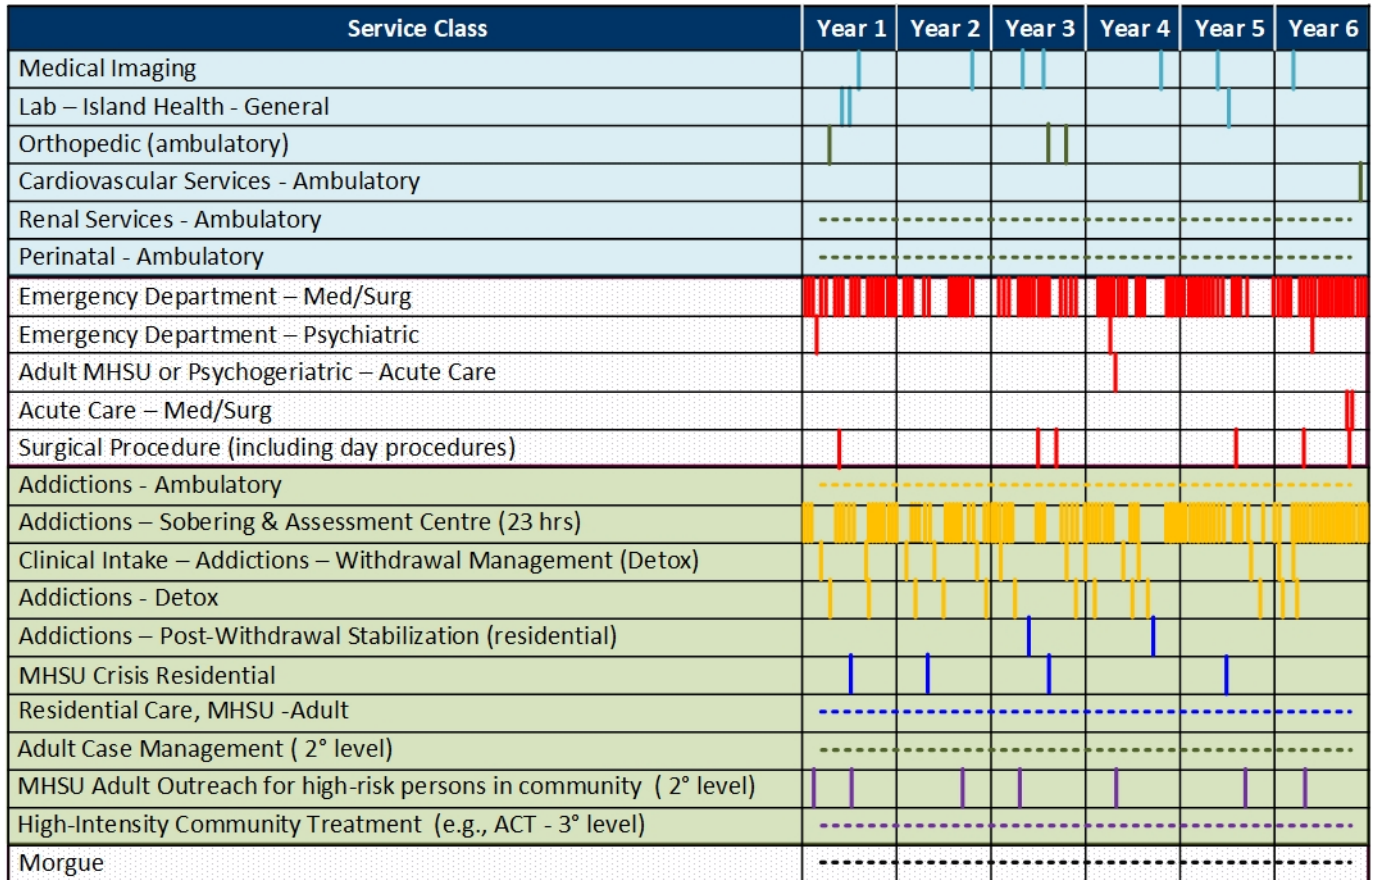 Service Class Year 1 Year 2 Year 3 Year 4 Year 5 Year 6
Medical Imaging
Lab – Island Health - General
Orthopedic (ambulatory)
Cardiovascular Services - Ambulatory
Renal Services - Ambulatory
Perinatal - Ambulatory
Emergency Department – Med/Surg
Emergency Department – Psychiatric
Adult MHSU or Psychogeriatric – Acute Care
Acute Care – Med/Surg
Surgical Procedure (including day procedures)
Addictions - Ambulatory
Addictions – Sobering & Assessment Centre (23 hrs)
Clinical Intake – Addictions – Withdrawal Management (Detox)
Addictions - Detox
Addictions – Post-Withdrawal Stabilization (residential)
MHSU Crisis Residential
Residential Care, MHSU -Adult
Adult Case Management ( 2° level)
MHSU Adult Outreach for high-risk persons in community ( 2° level)
High-Intensity Community Treatment (e.g., ACT - 3° level)
Morgue